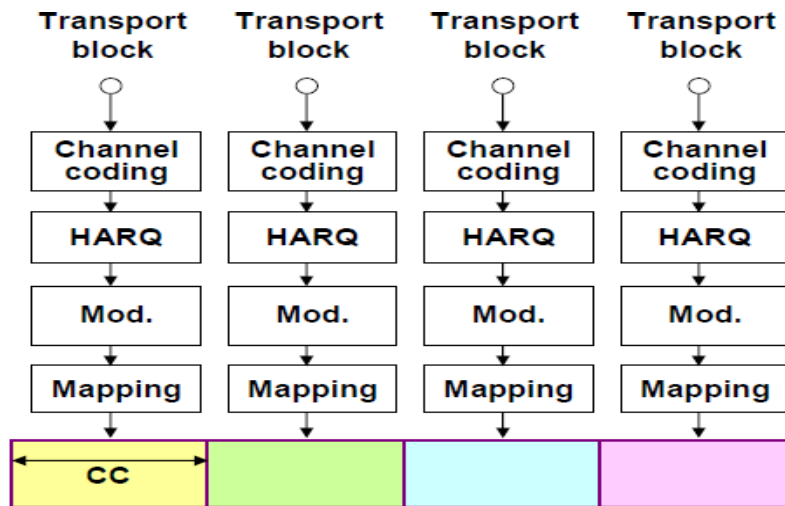 Transport Transport Transport Transport
block block block block
Channel Channel Channel Channel
coding coding coding coding
HARQ HARQ HARQ HARQ
Mod. Mod. Mod. Mod.
Mapping Mapping Mapping Mapping
CC